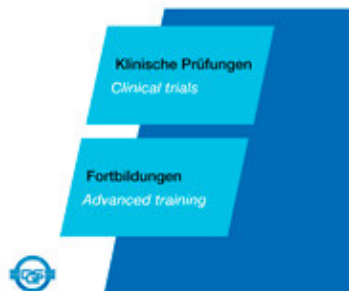 Klinische Prüfungen
Clinical trials
Fortbildungen
Advanced training